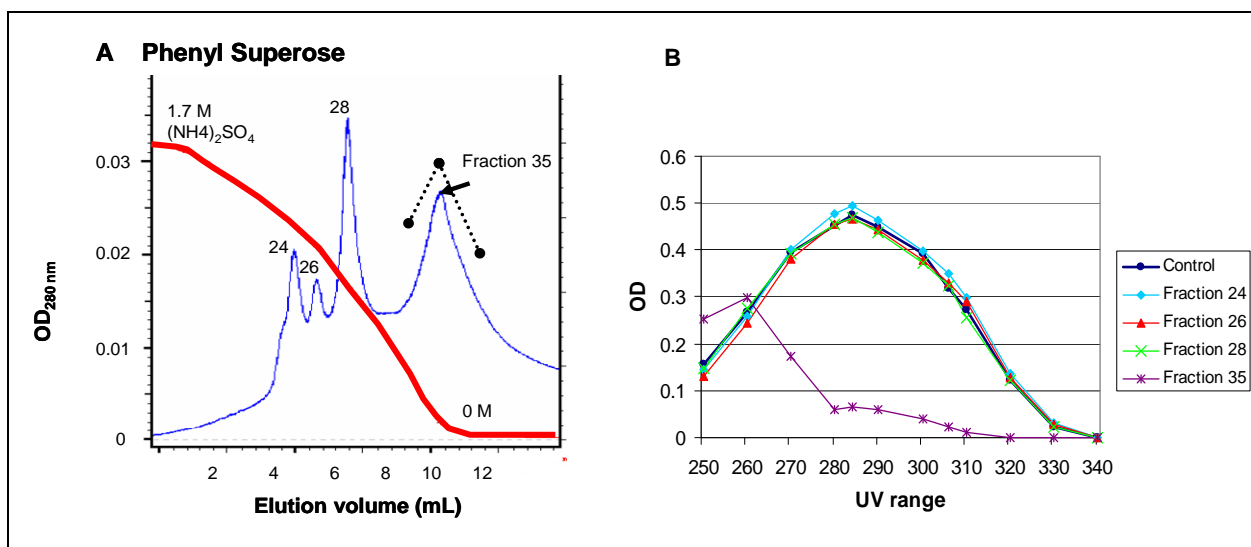 A Phenyl Superose
1.7 M
(NH4)₂SO₄
28
Fraction 35
24
26
0 M
0.03
0.02
0.01
0
OD280 nm
2 4 6 8 10 12
Elution volume (mL)
B
0.6
0.5
0.4
0.3
0.2
0.1
0
OD
250 260 270 280 290 300 310 320 330 340
UV range
Control
Fraction 24
Fraction 26
Fraction 28
Fraction 35